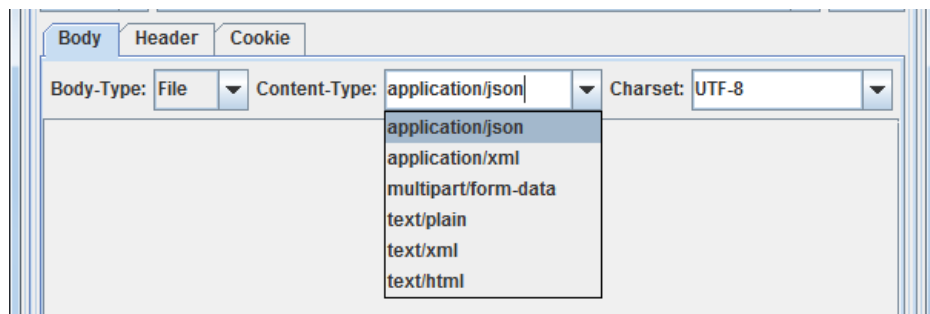 Body Header Cookie
Body-Type: File Content-Type: application/json Charset: UTF-8
application/json
application/xml
multipart/form-data
text/plain
text/xml
text/html